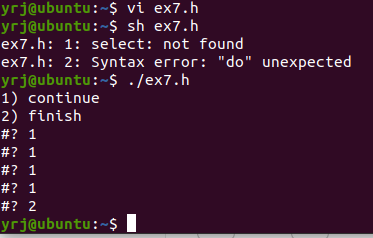 yrj@ubuntu:~$ vi ex7.h
yrj@ubuntu:~$ sh ex7.h
ex7.h: 1: select: not found
ex7.h: 2: Syntax error: "do" unexpected
yrj@ubuntu:~$ ./ex7.h
1) continue
2) finish
#? 1
#? 1
#? 1
#? 1
#? 2
yrj@ubuntu:~$